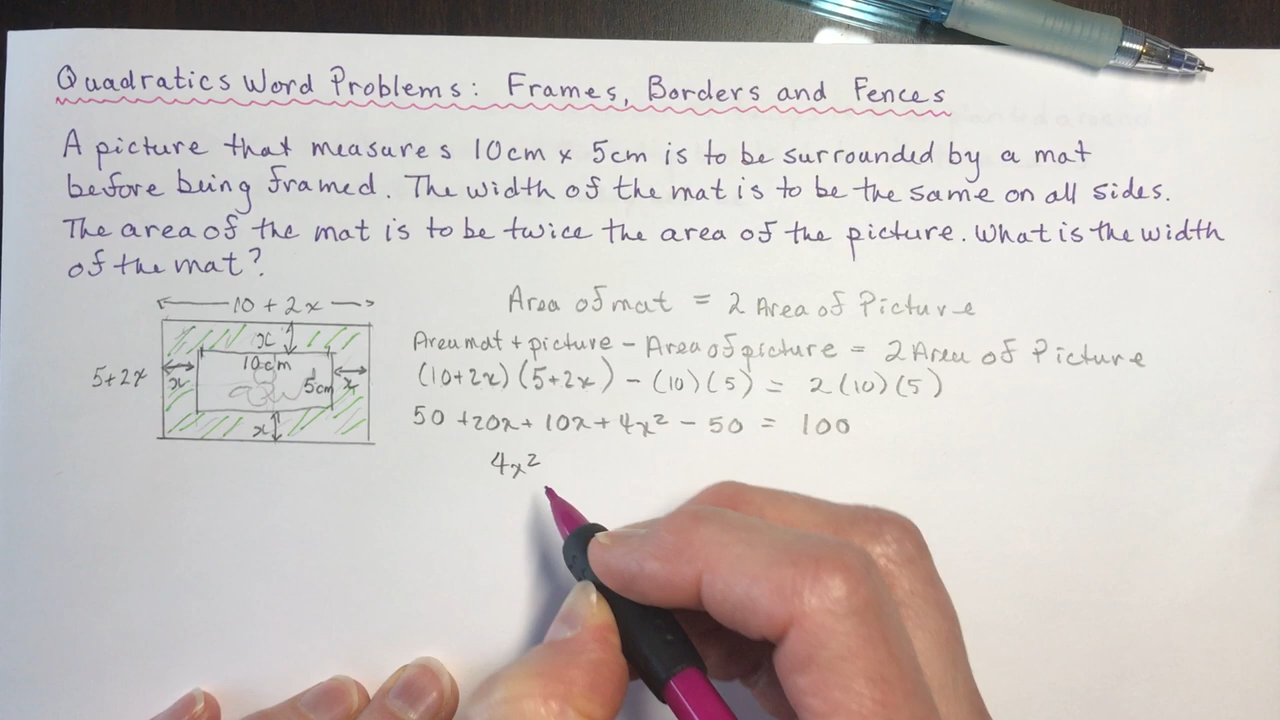 Quadratics Word Problems: Frames, Borders and Fences
A picture that measures 10cm x 5cm is to be surrounded by a mat
before being framed. The width of the mat is to be the same on all sides.
The area of the mat is to be twice the area of the picture. What is the width
of the mat?
10 + 2x
5+2x
x
10cm
x
5cm
x
x
Area of mat = 2 Area of Picture
Area mat + picture - Area of picture = 2 Area of Picture
(10+2x)(5+2x) - (10)(5) = 2(10)(5)
50 + 20x + 10x + 4x² - 50 = 100
4x²